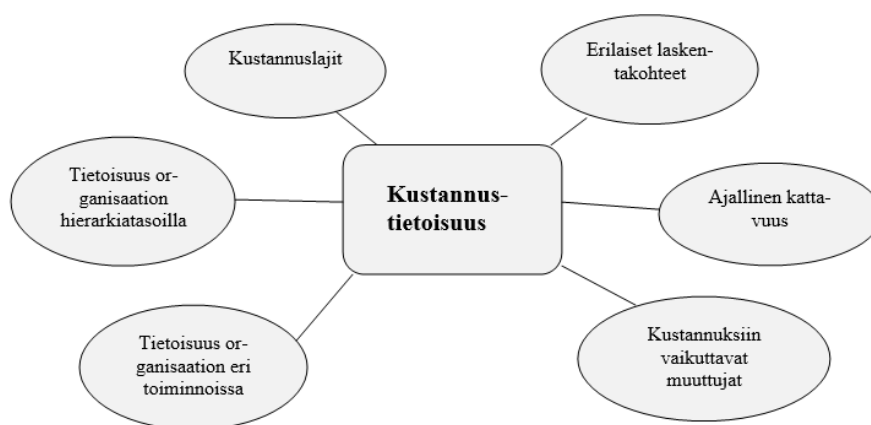 Kustannuslajit
Erilaiset lasken-
takohteet
Tietoisuus or-
ganisaation
hierarkiatasoilla
Kustannus-
tietoisuus
Ajallinen katta-
vuus
Tietoisuus or-
ganisaation eri
toiminnoissa
Kustannuksiin
vaikuttavat
muuttujat